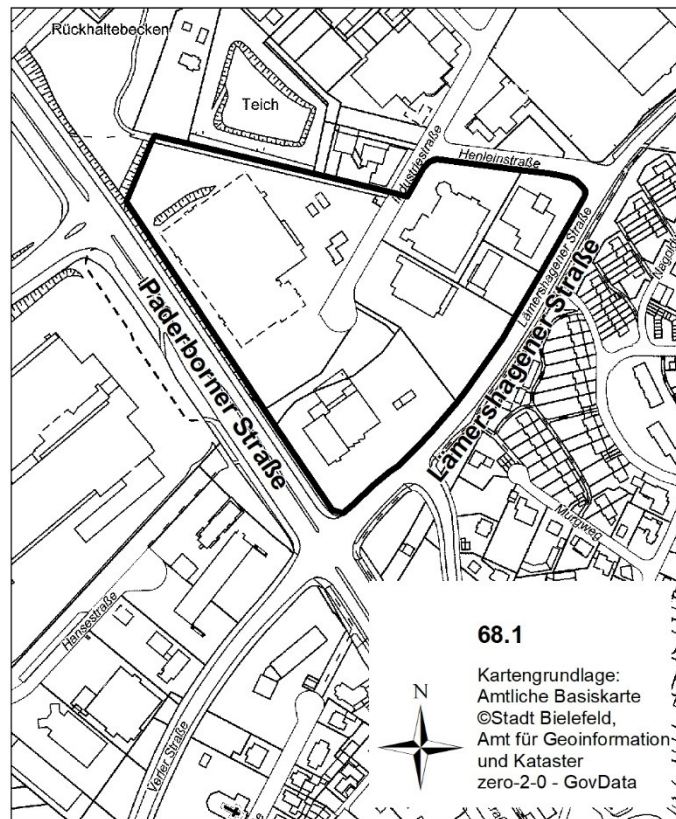 Rückhaltebecken
Teich
Henleinstraße
dustriestraße
Lämershagener Straße
Lämershagener Straße
Paderborner Straße
Murgweg
Hansestraße
Verler Straße
68.1
N
Kartengrundlage:
Amtliche Basiskarte
©Stadt Bielefeld,
Amt für Geoinformation
und Kataster
zero-2-0 - GovData